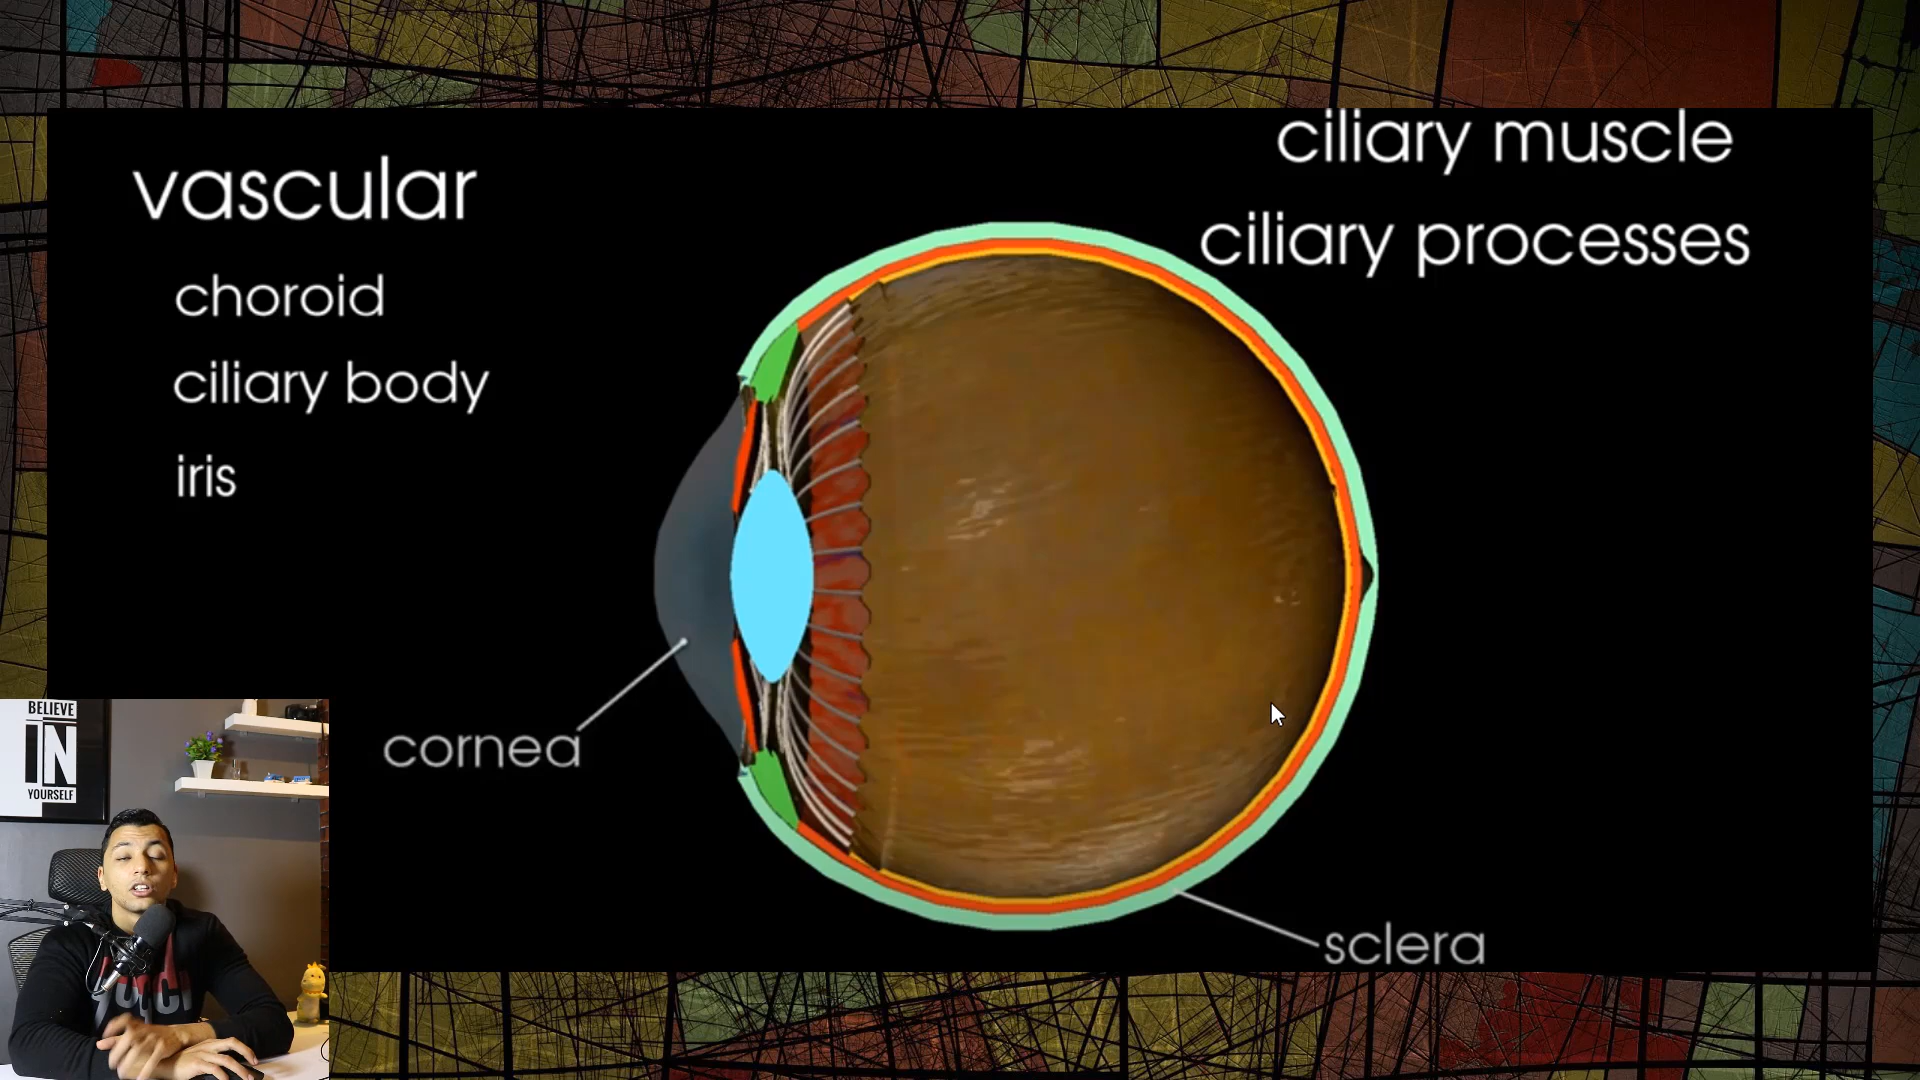 vascular
choroid
ciliary body
iris
ciliary muscle
ciliary processes
cornea
sclera
BELIEVE
IN
YOURSELF